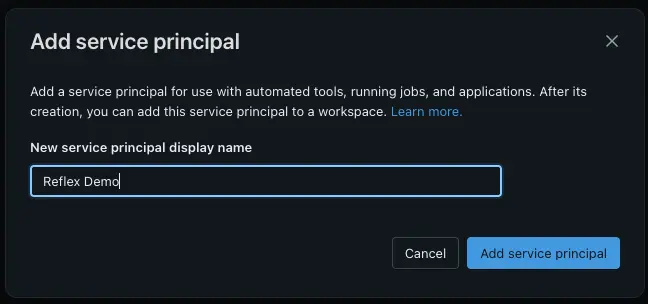 Add service principal
Add a service principal for use with automated tools, running jobs, and applications. After its
creation, you can add this service principal to a workspace. Learn more.
New service principal display name
Reflex Demo
Cancel
Add service principal